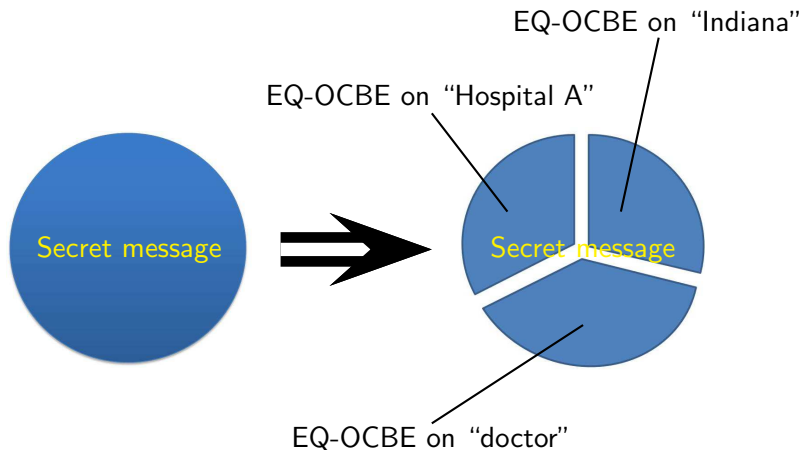 EQ-OCBE on “Indiana”
EQ-OCBE on “Hospital A”
Secret message
Secret message
EQ-OCBE on “doctor”